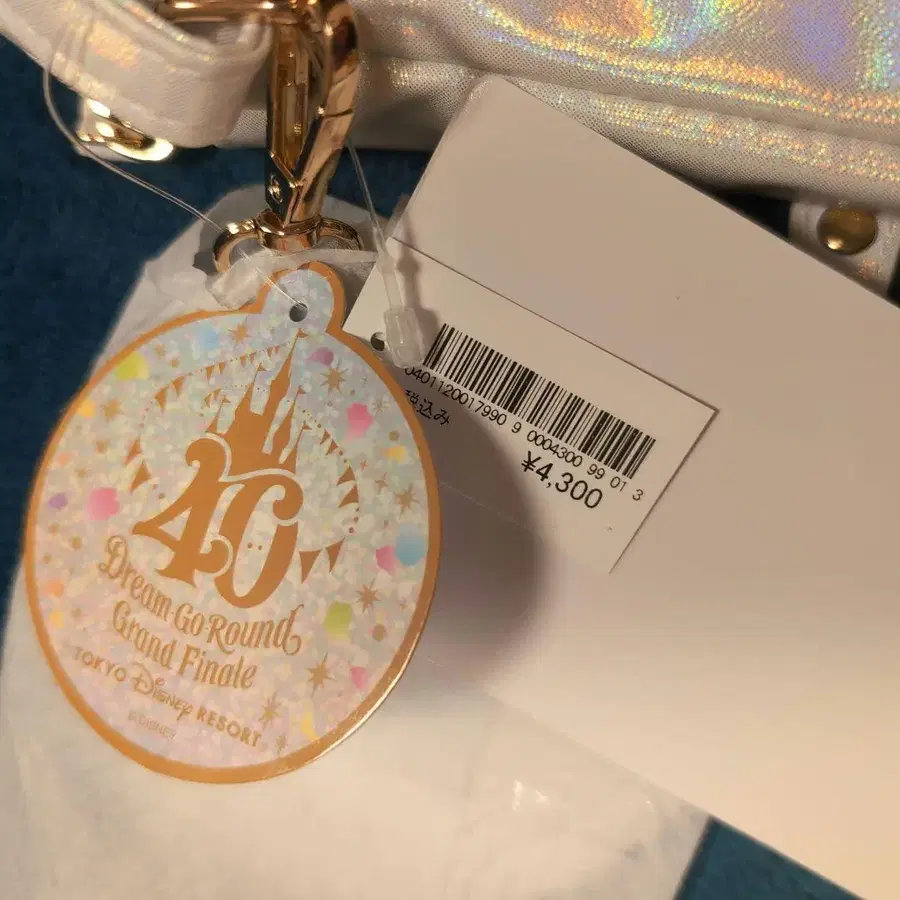 40
Dream-Go-Round
Grand Finale
TOKYO DISNEY RESORT
©DISNEY
0401120017990 9 0004300 99 01 3
税込み
¥4,300